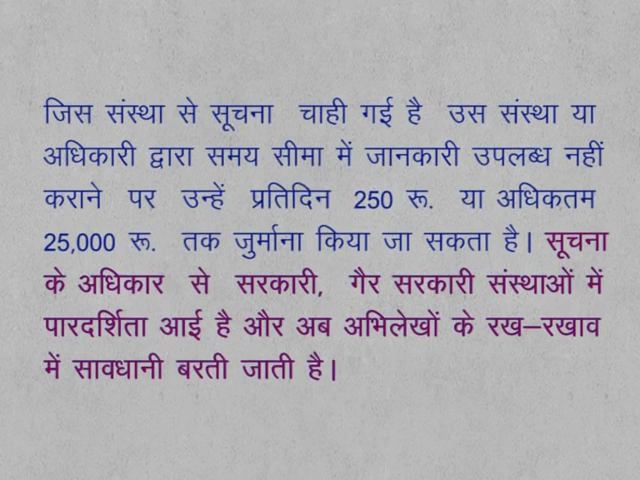 जिस संस्था से सूचना चाही गई है उस संस्था या
अधिकारी द्वारा समय सीमा में जानकारी उपलब्ध नहीं
कराने पर उन्हें प्रतिदिन 250 रू. या अधिकतम
25,000 रू. तक जुर्माना किया जा सकता है। सूचना
के अधिकार से सरकारी, गैर सरकारी संस्थाओं में
पारदर्शिता आई है और अब अभिलेखों के रख–रखाव
में सावधानी बरती जाती है।